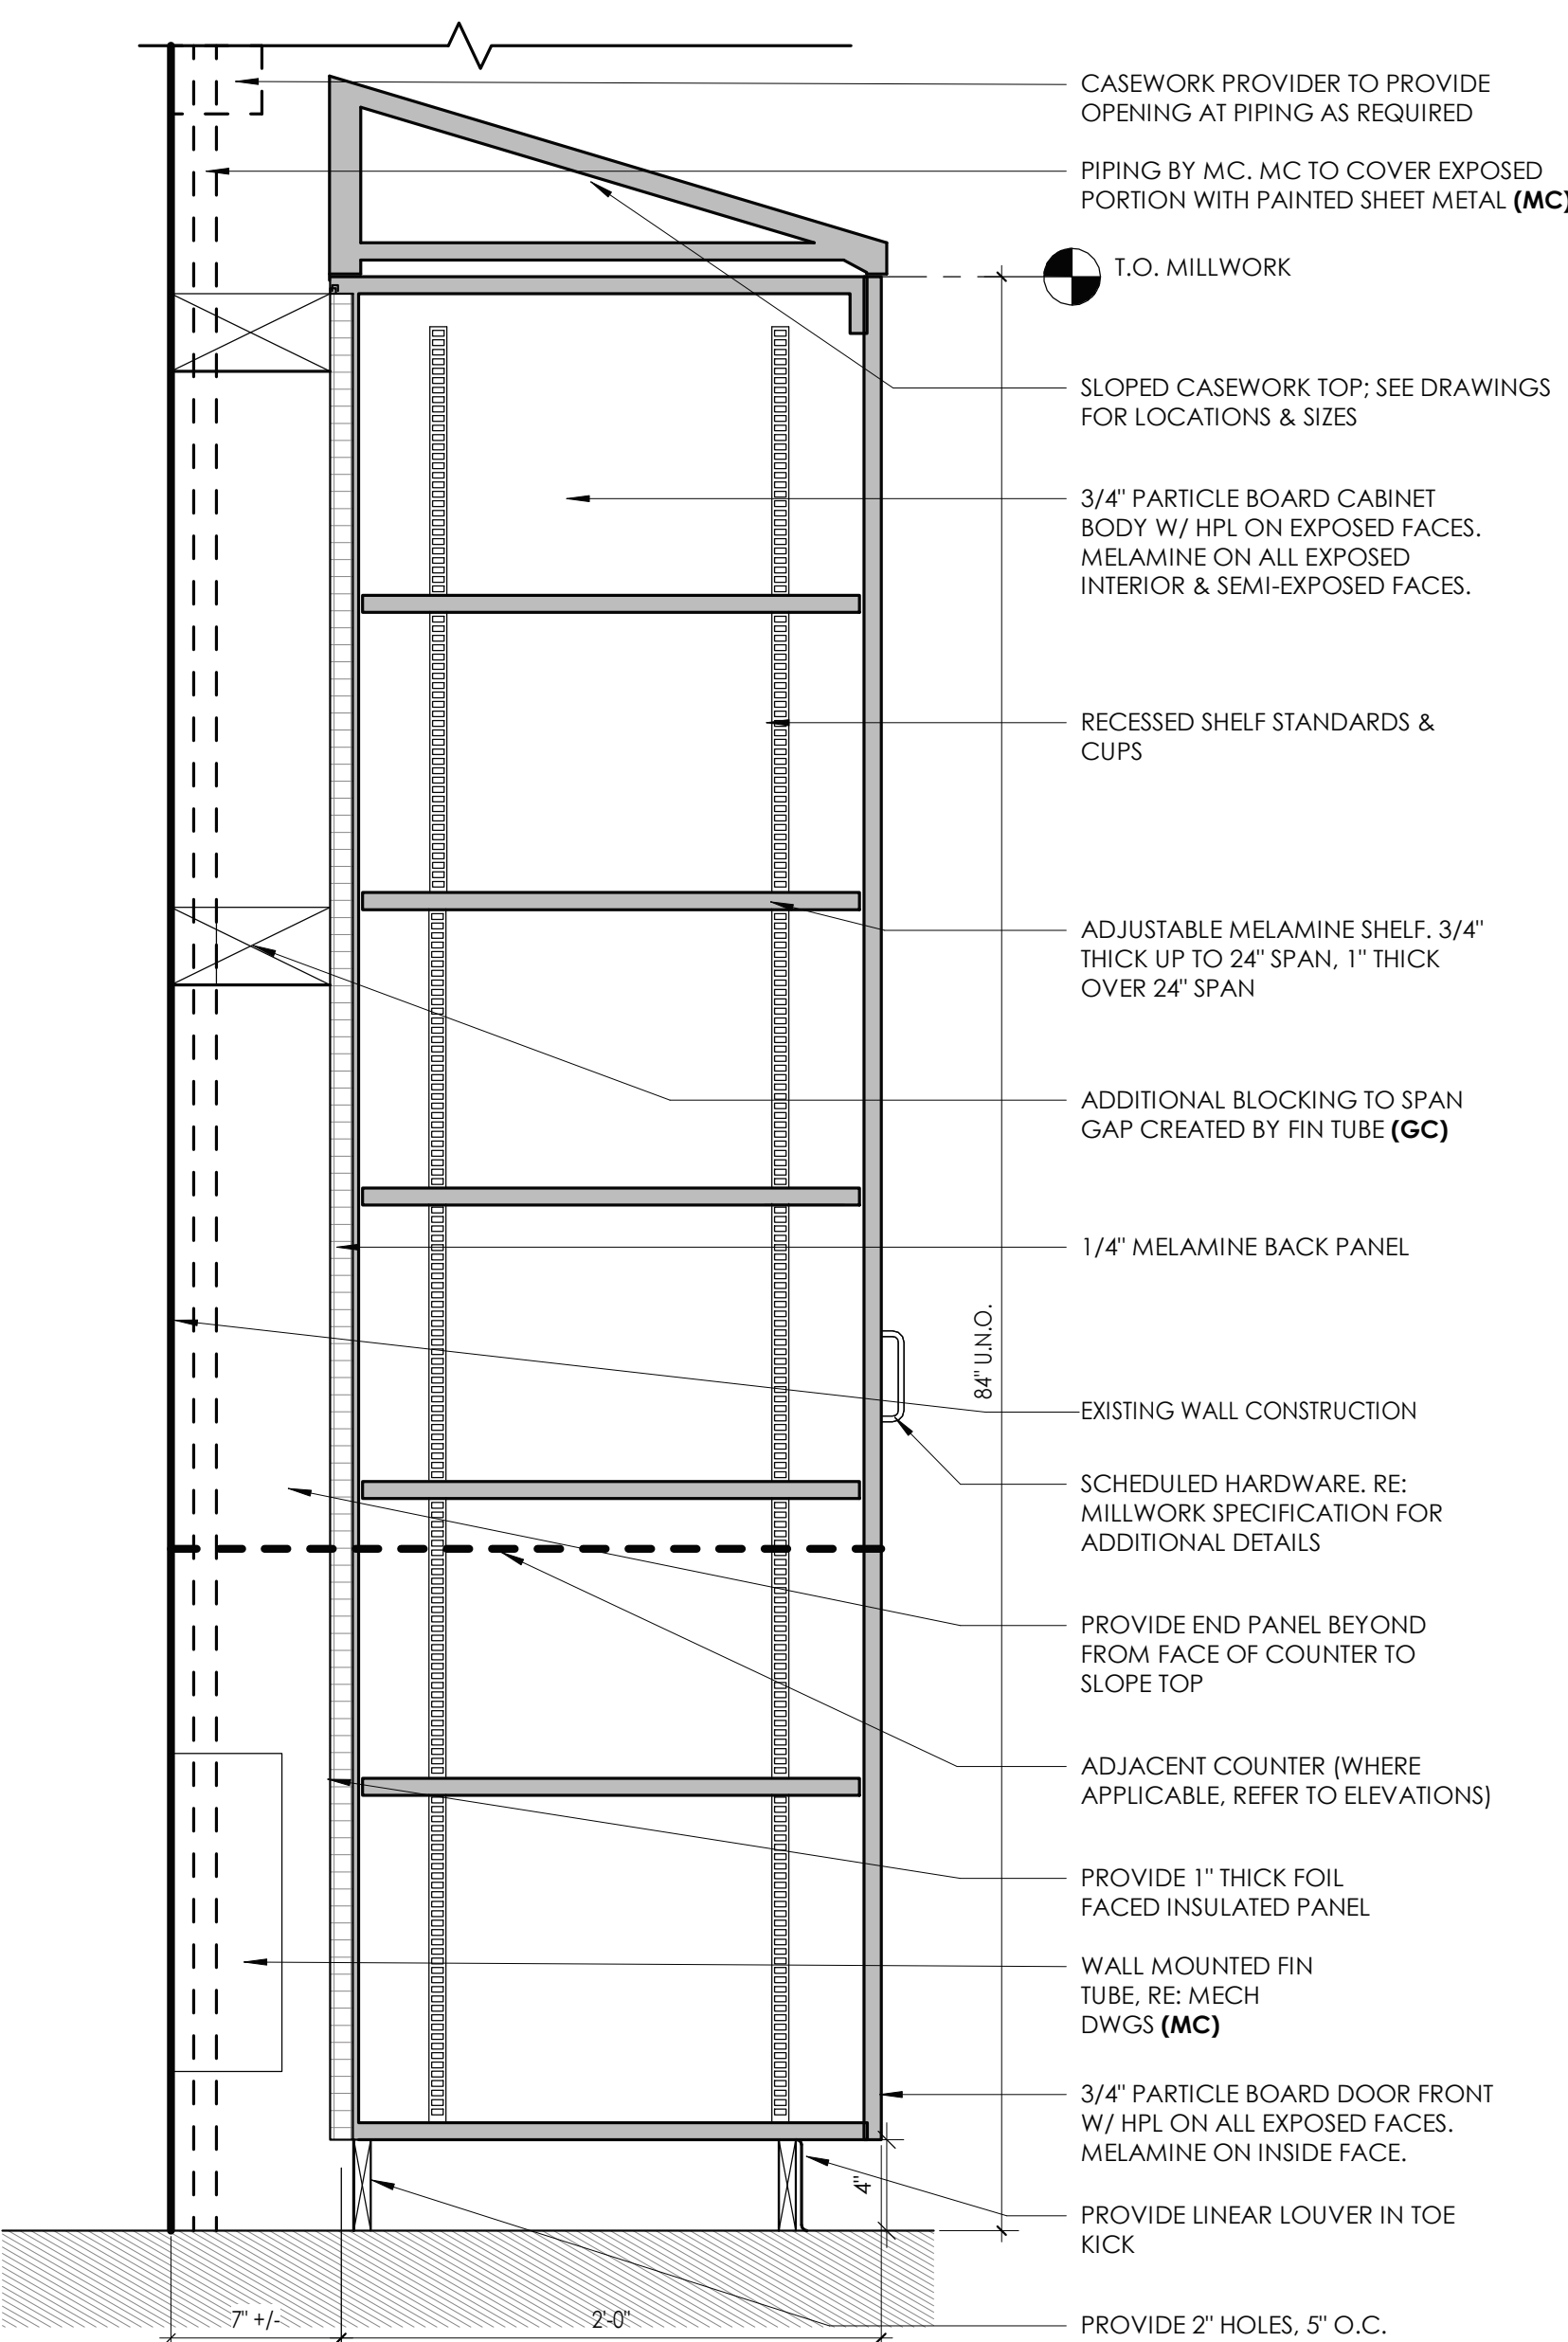 CASEWORK PROVIDER TO PROVIDE
OPENING AT PIPING AS REQUIRED
PIPING BY MC. MC TO COVER EXPOSED
PORTION WITH PAINTED SHEET METAL (MC)
T.O. MILLWORK
SLOPED CASEWORK TOP; SEE DRAWINGS
FOR LOCATIONS & SIZES
3/4" PARTICLE BOARD CABINET
BODY W/ HPL ON EXPOSED FACES.
MELAMINE ON ALL EXPOSED
INTERIOR & SEMI-EXPOSED FACES.
RECESSED SHELF STANDARDS &
CUPS
ADJUSTABLE MELAMINE SHELF. 3/4"
THICK UP TO 24" SPAN, 1" THICK
OVER 24" SPAN
ADDITIONAL BLOCKING TO SPAN
GAP CREATED BY FIN TUBE (GC)
1/4" MELAMINE BACK PANEL
84" U.N.O.
EXISTING WALL CONSTRUCTION
SCHEDULED HARDWARE. RE:
MILLWORK SPECIFICATION FOR
ADDITIONAL DETAILS
PROVIDE END PANEL BEYOND
FROM FACE OF COUNTER TO
SLOPE TOP
ADJACENT COUNTER (WHERE
APPLICABLE, REFER TO ELEVATIONS)
PROVIDE 1" THICK FOIL
FACED INSULATED PANEL
WALL MOUNTED FIN
TUBE, RE: MECH
DWGS (MC)
3/4" PARTICLE BOARD DOOR FRONT
W/ HPL ON ALL EXPOSED FACES.
MELAMINE ON INSIDE FACE.
4"
PROVIDE LINEAR LOUVER IN TOE
KICK
7" +/-
2'-0"
PROVIDE 2" HOLES, 5" O.C.